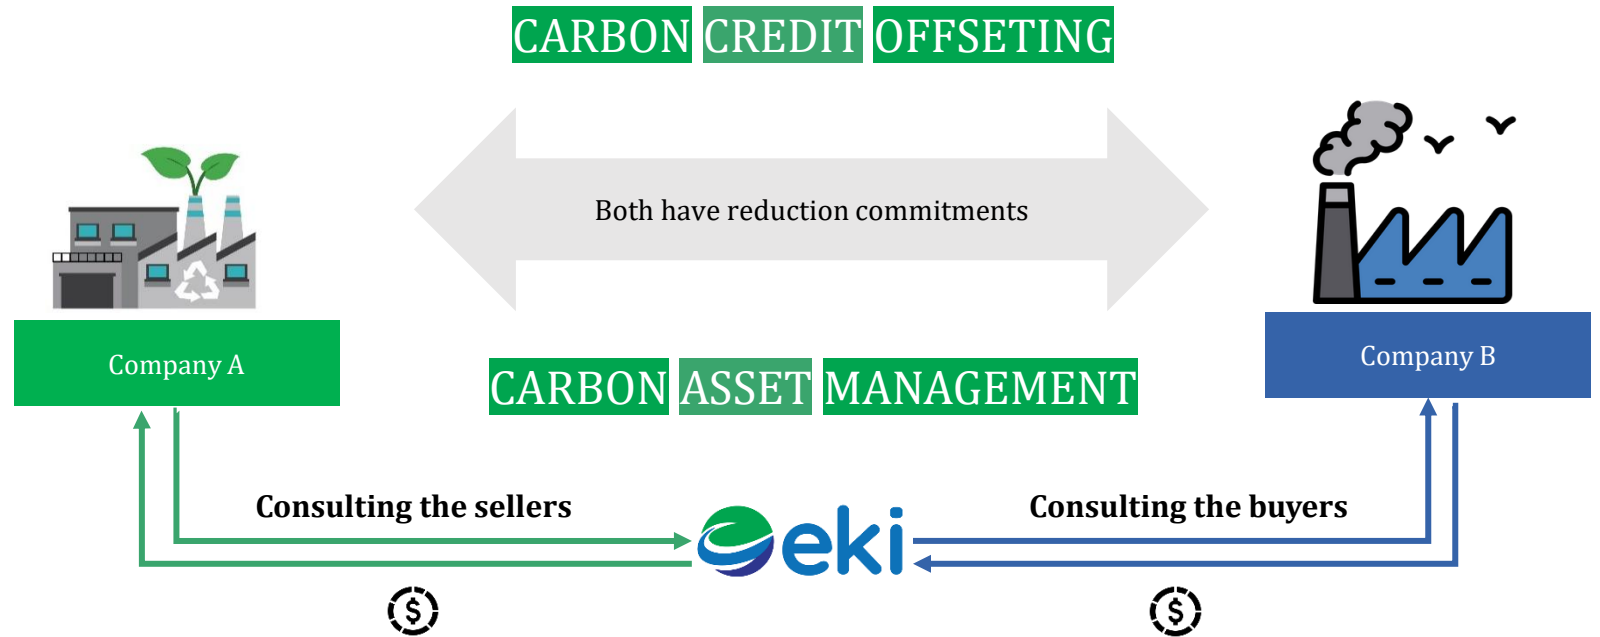 CARBON CREDIT OFFSETING
Both have reduction commitments
Company A
Company B
CARBON ASSET MANAGEMENT
Consulting the sellers
Consulting the buyers
eki
$
$